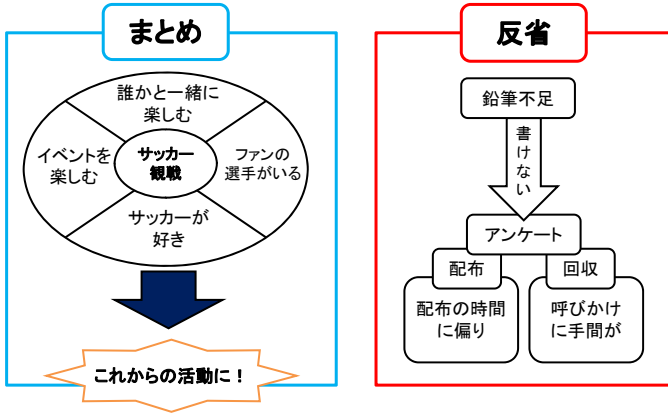 まとめ
誰かと一緒に
楽しむ
イベントを
楽しむ
サッカー
観戦
ファンの
選手がいる
サッカーが
好き
これからの活動に！
反省
鉛筆不足
書けない
アンケート
配布
回収
配布の時間
に偏り
呼びかけ
に手間が